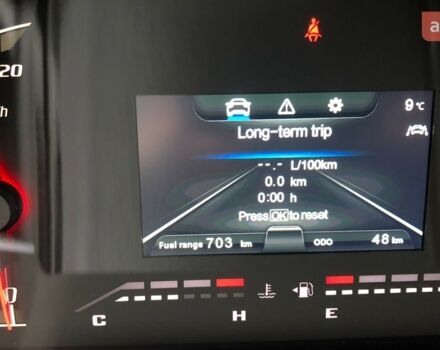 20
h
9 °C
Long-term trip
--.- L/100km
0.0 km
0:00 h
Press OK to reset
Fuel range 703 km ODO 48 km
C H E